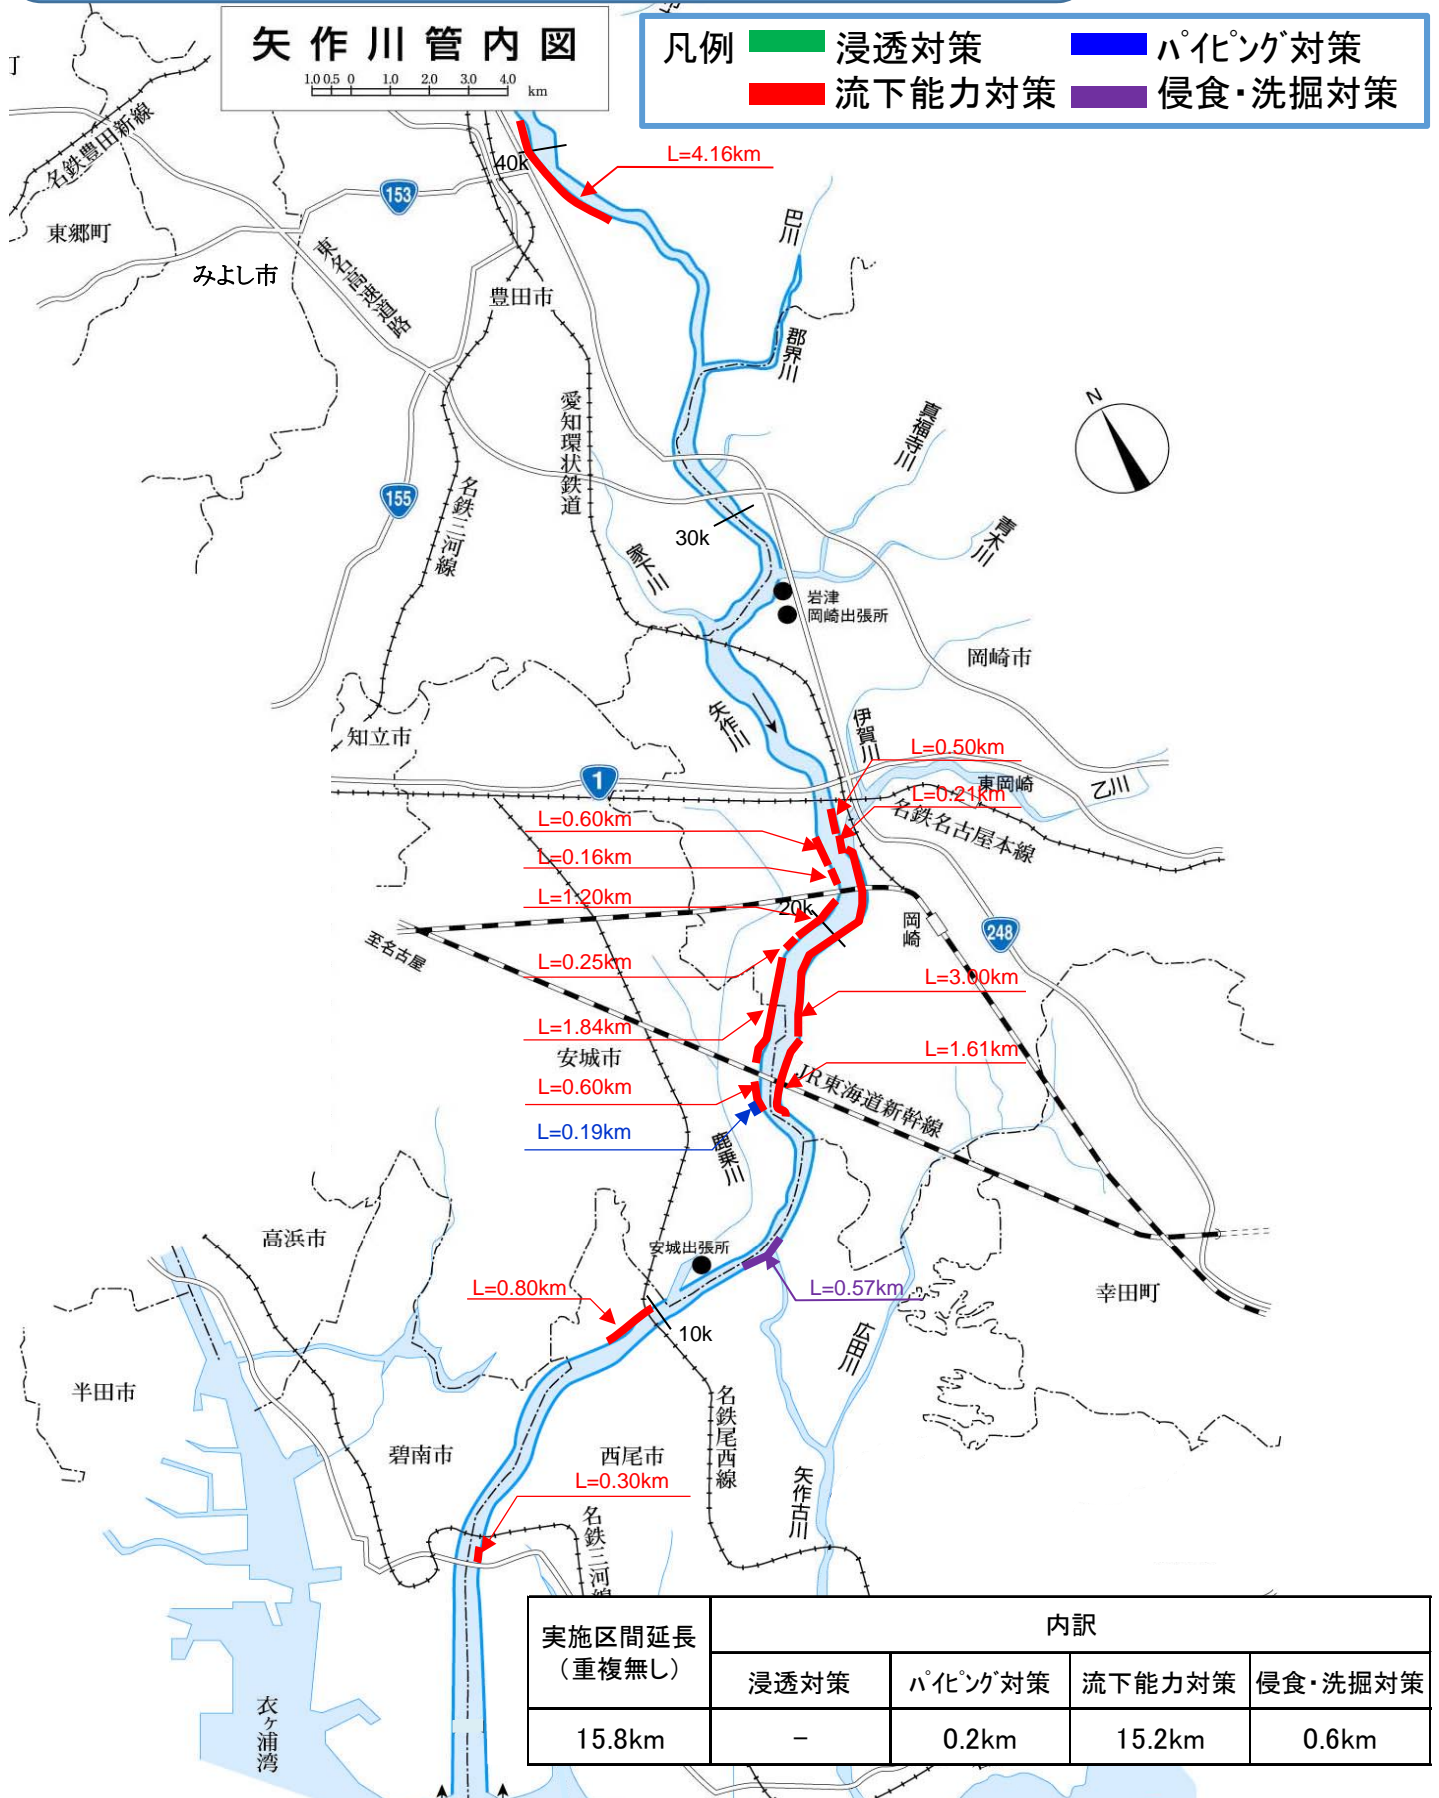 矢作川管内図
1.0 0.5 0 1.0 2.0 3.0 4.0
km
凡例
浸透対策
ﾊﾟｲﾋﾟﾝｸﾞ対策
流下能力対策
侵食・洗掘対策
名鉄豊田新線
40k
L=4.16km
153
東郷町
みよし市
東名高速道路
豊田市
巴川
郡界川
N
愛知環状鉄道
真福寺川
155
名鉄三河線
30k
青木川
家下川
岩津
岡崎出張所
岡崎市
矢作川
伊賀川
知立市
L=0.50km
1
東岡崎
乙川
L=0.21km
L=0.60km
名鉄名古屋本線
L=0.16km
L=1.20km
20k
岡崎
248
至名古屋
L=0.25km
L=3.00km
L=1.84km
安城市
L=1.61km
JR東海道新幹線
L=0.60km
L=0.19km
鹿乗川
高浜市
安城出張所
L=0.80km
L=0.57km
幸田町
10k
広田川
半田市
名鉄尾西線
碧南市
西尾市
L=0.30km
矢作古川
名鉄三河線
衣ヶ浦湾
実施区間延長
（重複無し）
内訳
浸透対策 ﾊﾟｲﾋﾟﾝｸﾞ対策 流下能力対策 侵食・洗掘対策
15.8km － 0.2km 15.2km 0.6km